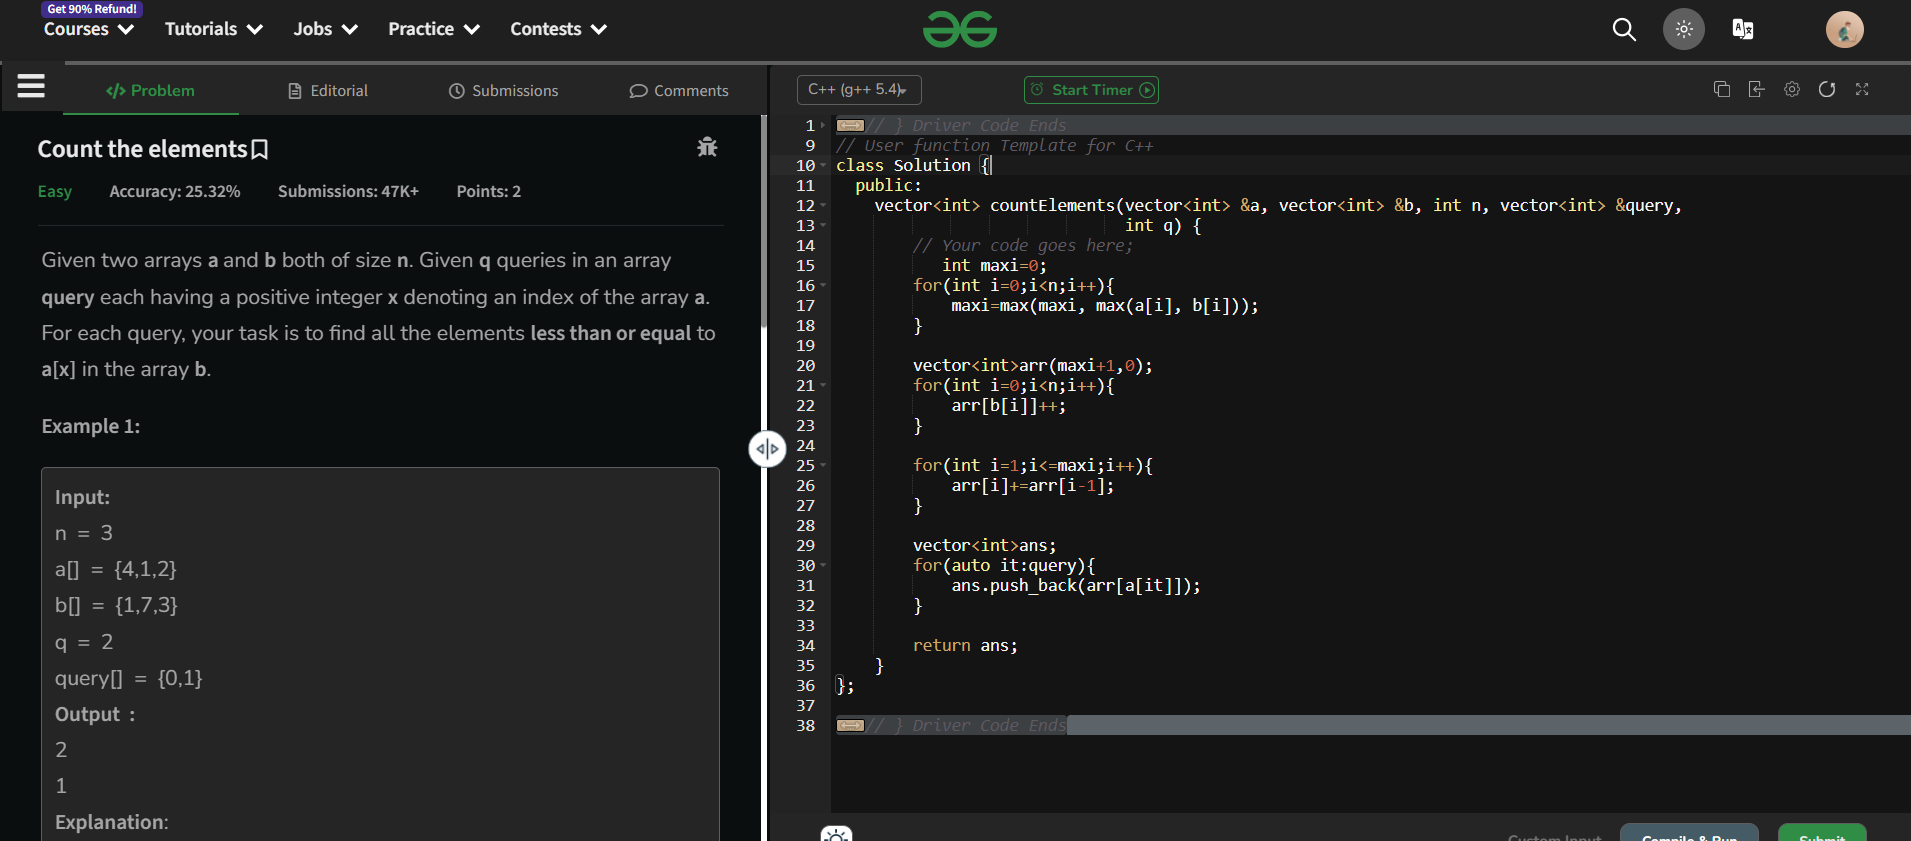 Get 90% Refund!
Courses Tutorials Jobs Practice Contests
Problem Editorial Submissions Comments
Count the elements
Easy Accuracy: 25.32% Submissions: 47K+ Points: 2
Given two arrays a and b both of size n. Given q queries in an array
query each having a positive integer x denoting an index of the array a.
For each query, your task is to find all the elements less than or equal to
a[x] in the array b.
Example 1:
Input:
n = 3
a[] = {4,1,2}
b[] = {1,7,3}
q = 2
query[] = {0,1}
Output :
2
1
Explanation:
C++ (g++ 5.4) Start Timer
1 // } Driver Code Ends
9 // User function Template for C++
10 class Solution {
11 public:
12 vector<int> countElements(vector<int> &a, vector<int> &b, int n, vector<int> &query,
13 int q) {
14 // Your code goes here;
15 int maxi=0;
16 for(int i=0;i<n;i++){
17 maxi=max(maxi, max(a[i], b[i]));
18 }
19
20 vector<int>arr(maxi+1,0);
21 for(int i=0;i<n;i++){
22 arr[b[i]]++;
23 }
24
25 for(int i=1;i<=maxi;i++){
26 arr[i]+=arr[i-1];
27 }
28
29 vector<int>ans;
30 for(auto it:query){
31 ans.push_back(arr[a[it]]);
32 }
33
34 return ans;
35 }
36 };
37
38 // } Driver Code Ends
Custom Input Compile & Run Submit